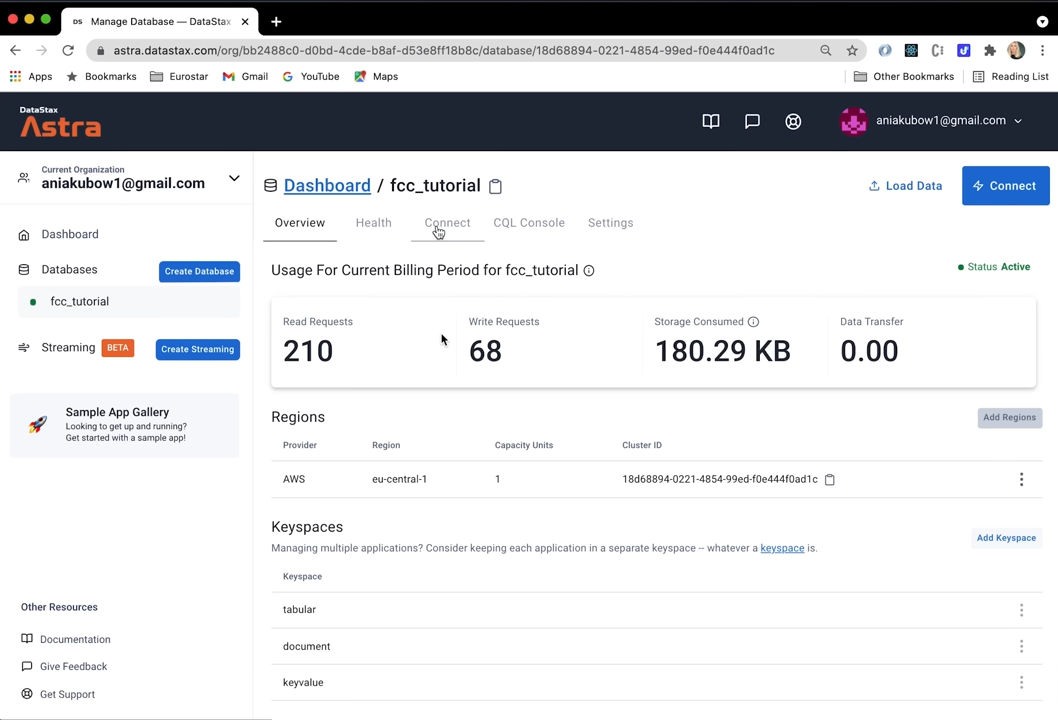 DS Manage Database — DataStax
astra.datastax.com/org/bb2488c0-d0bd-4cde-b8af-d53e8ff18b8c/database/18d68894-0221-4854-99ed-f0e444f0ad1c
Apps Bookmarks Eurostar Gmail YouTube Maps Other Bookmarks Reading List
DataStax
Astra
aniakubow1@gmail.com
Current Organization
aniakubow1@gmail.com
Dashboard
Databases Create Database
fcc_tutorial
Streaming BETA Create Streaming
Sample App Gallery
Looking to get up and running?
Get started with a sample app!
Other Resources
Documentation
Give Feedback
Get Support
Dashboard / fcc_tutorial
Load Data Connect
Overview Health Connect CQL Console Settings
Usage For Current Billing Period for fcc_tutorial
Status Active
Read Requests Write Requests Storage Consumed Data Transfer
210 68 180.29 KB 0.00
Regions Add Regions
Provider Region Capacity Units Cluster ID
AWS eu-central-1 1 18d68894-0221-4854-99ed-f0e444f0ad1c
Keyspaces
Managing multiple applications? Consider keeping each application in a separate keyspace – whatever a keyspace is.
Add Keyspace
Keyspace
tabular
document
keyvalue